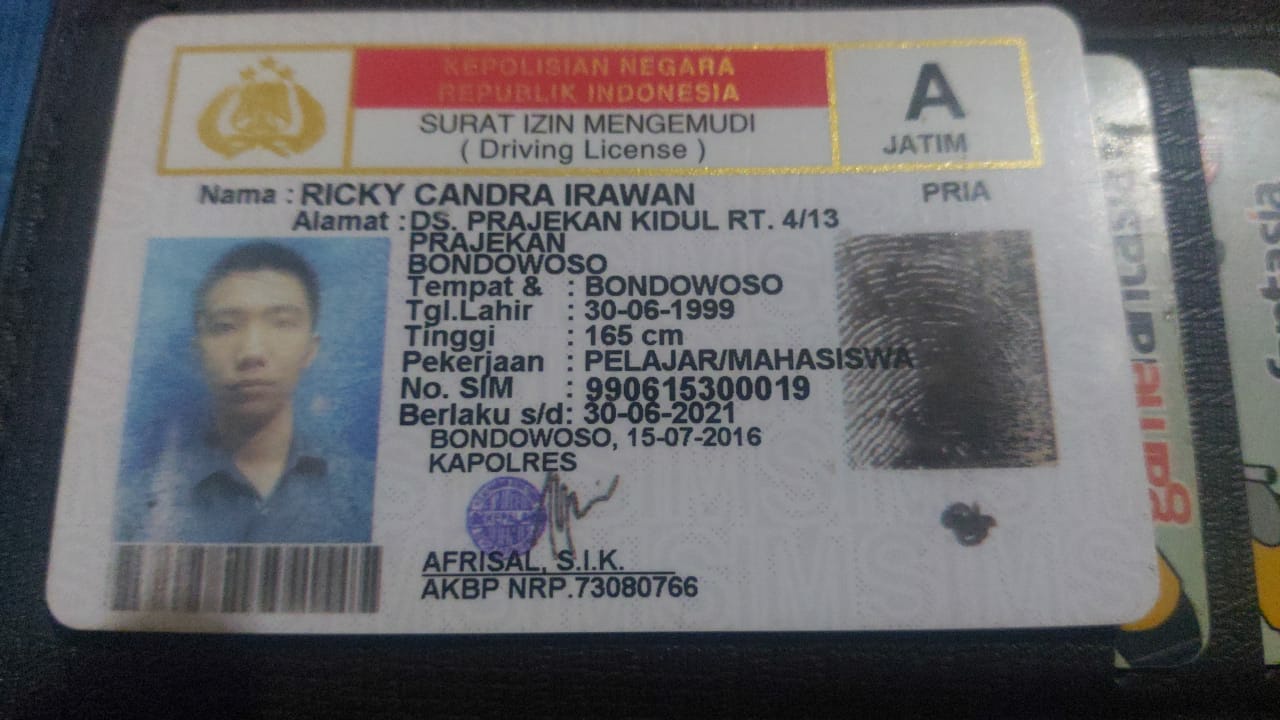 KEPOLISIAN NEGARA
REPUBLIK INDONESIA
SURAT IZIN MENGEMUDI
( Driving License )
A
JATIM
Nama : RICKY CANDRA IRAWAN
PRIA
Alamat : DS. PRAJEKAN KIDUL RT. 4/13
PRAJEKAN
BONDOWOSO
Tempat & : BONDOWOSO
Tgl.Lahir : 30-06-1999
Tinggi : 165 cm
Pekerjaan : PELAJAR/MAHASISWA
No. SIM : 990615300019
Berlaku s/d: 30-06-2021
BONDOWOSO, 15-07-2016
KAPOLRES
AFRISAL, S.I.K.
AKBP NRP.73080766